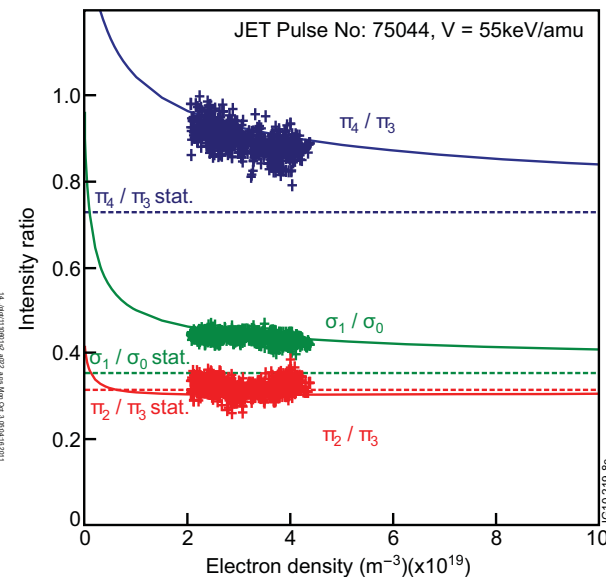 JET Pulse No: 75044, V = 55keV/amu
π4 / π3
π4 / π3 stat.
σ1 / σ0
σ1 / σ0 stat.
π2 / π3 stat.
π2 / π3
Intensity ratio
1.0
0.8
0.6
0.4
0.2
0
0 2 4 6 8 10
Electron density (m−3)(x10^19)